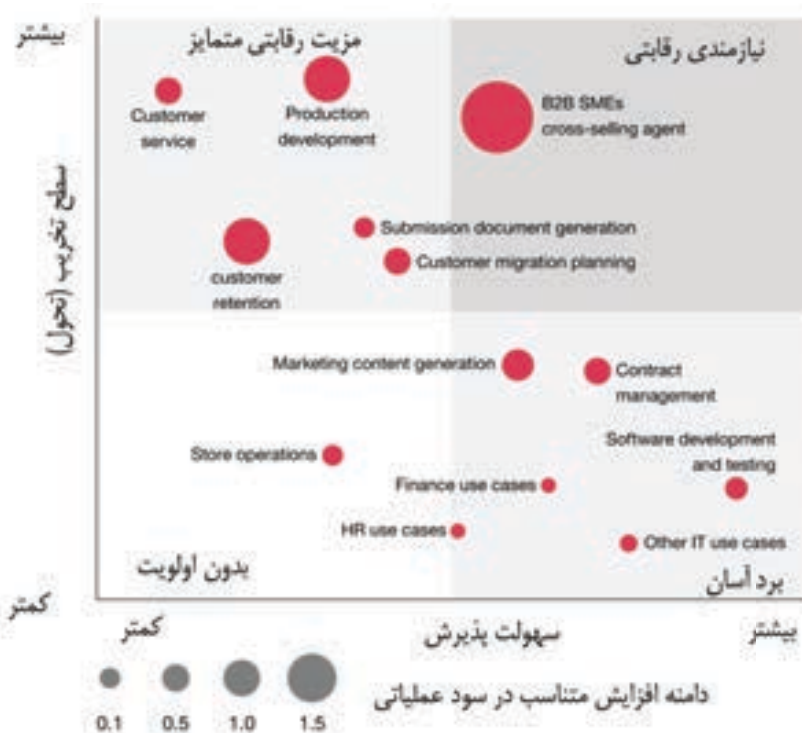 بیشتر
مزیت رقابتی متمایز
نیازمندی رقابتی
Customer
service
Production
development
B2B SMEs
cross-selling agent
سطح تخریب (تحول)
Submission document generation
Customer migration planning
customer
retention
Marketing content generation
Contract
management
Software development
and testing
Store operations
Finance use cases
HR use cases
Other IT use cases
بدون اولویت
برد آسان
کمتر
کمتر
سهولت پذیرش
بیشتر
دامنه افزایش متناسب در سود عملیاتی
0.1 0.5 1.0 1.5